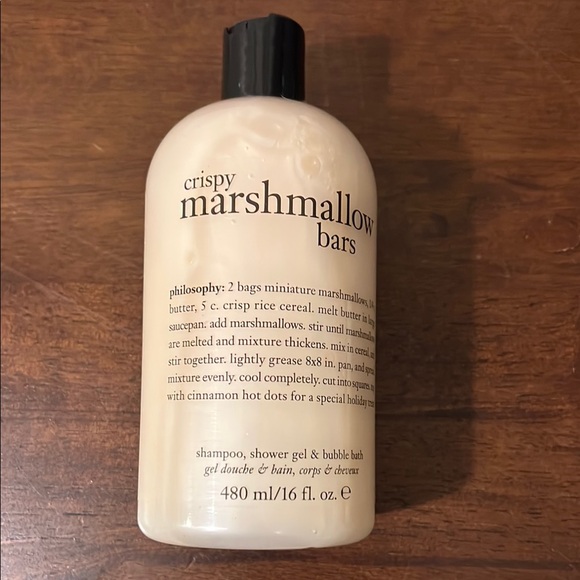 crispy
marshmallow
bars
philosophy: 2 bags miniature marshmallows,
butter, 5 c. crisp rice cereal. melt butter in
saucepan. add marshmallows. stir until marshmallows
are melted and mixture thickens. mix in cereal,
stir together. lightly grease 8x8 in. pan, and
mixture evenly. cool completely. cut into squares.
with cinnamon hot dots for a special holiday
shampoo, shower gel & bubble bath
gel douche & bain, corps & cheveux
480 ml/16 fl. oz. e